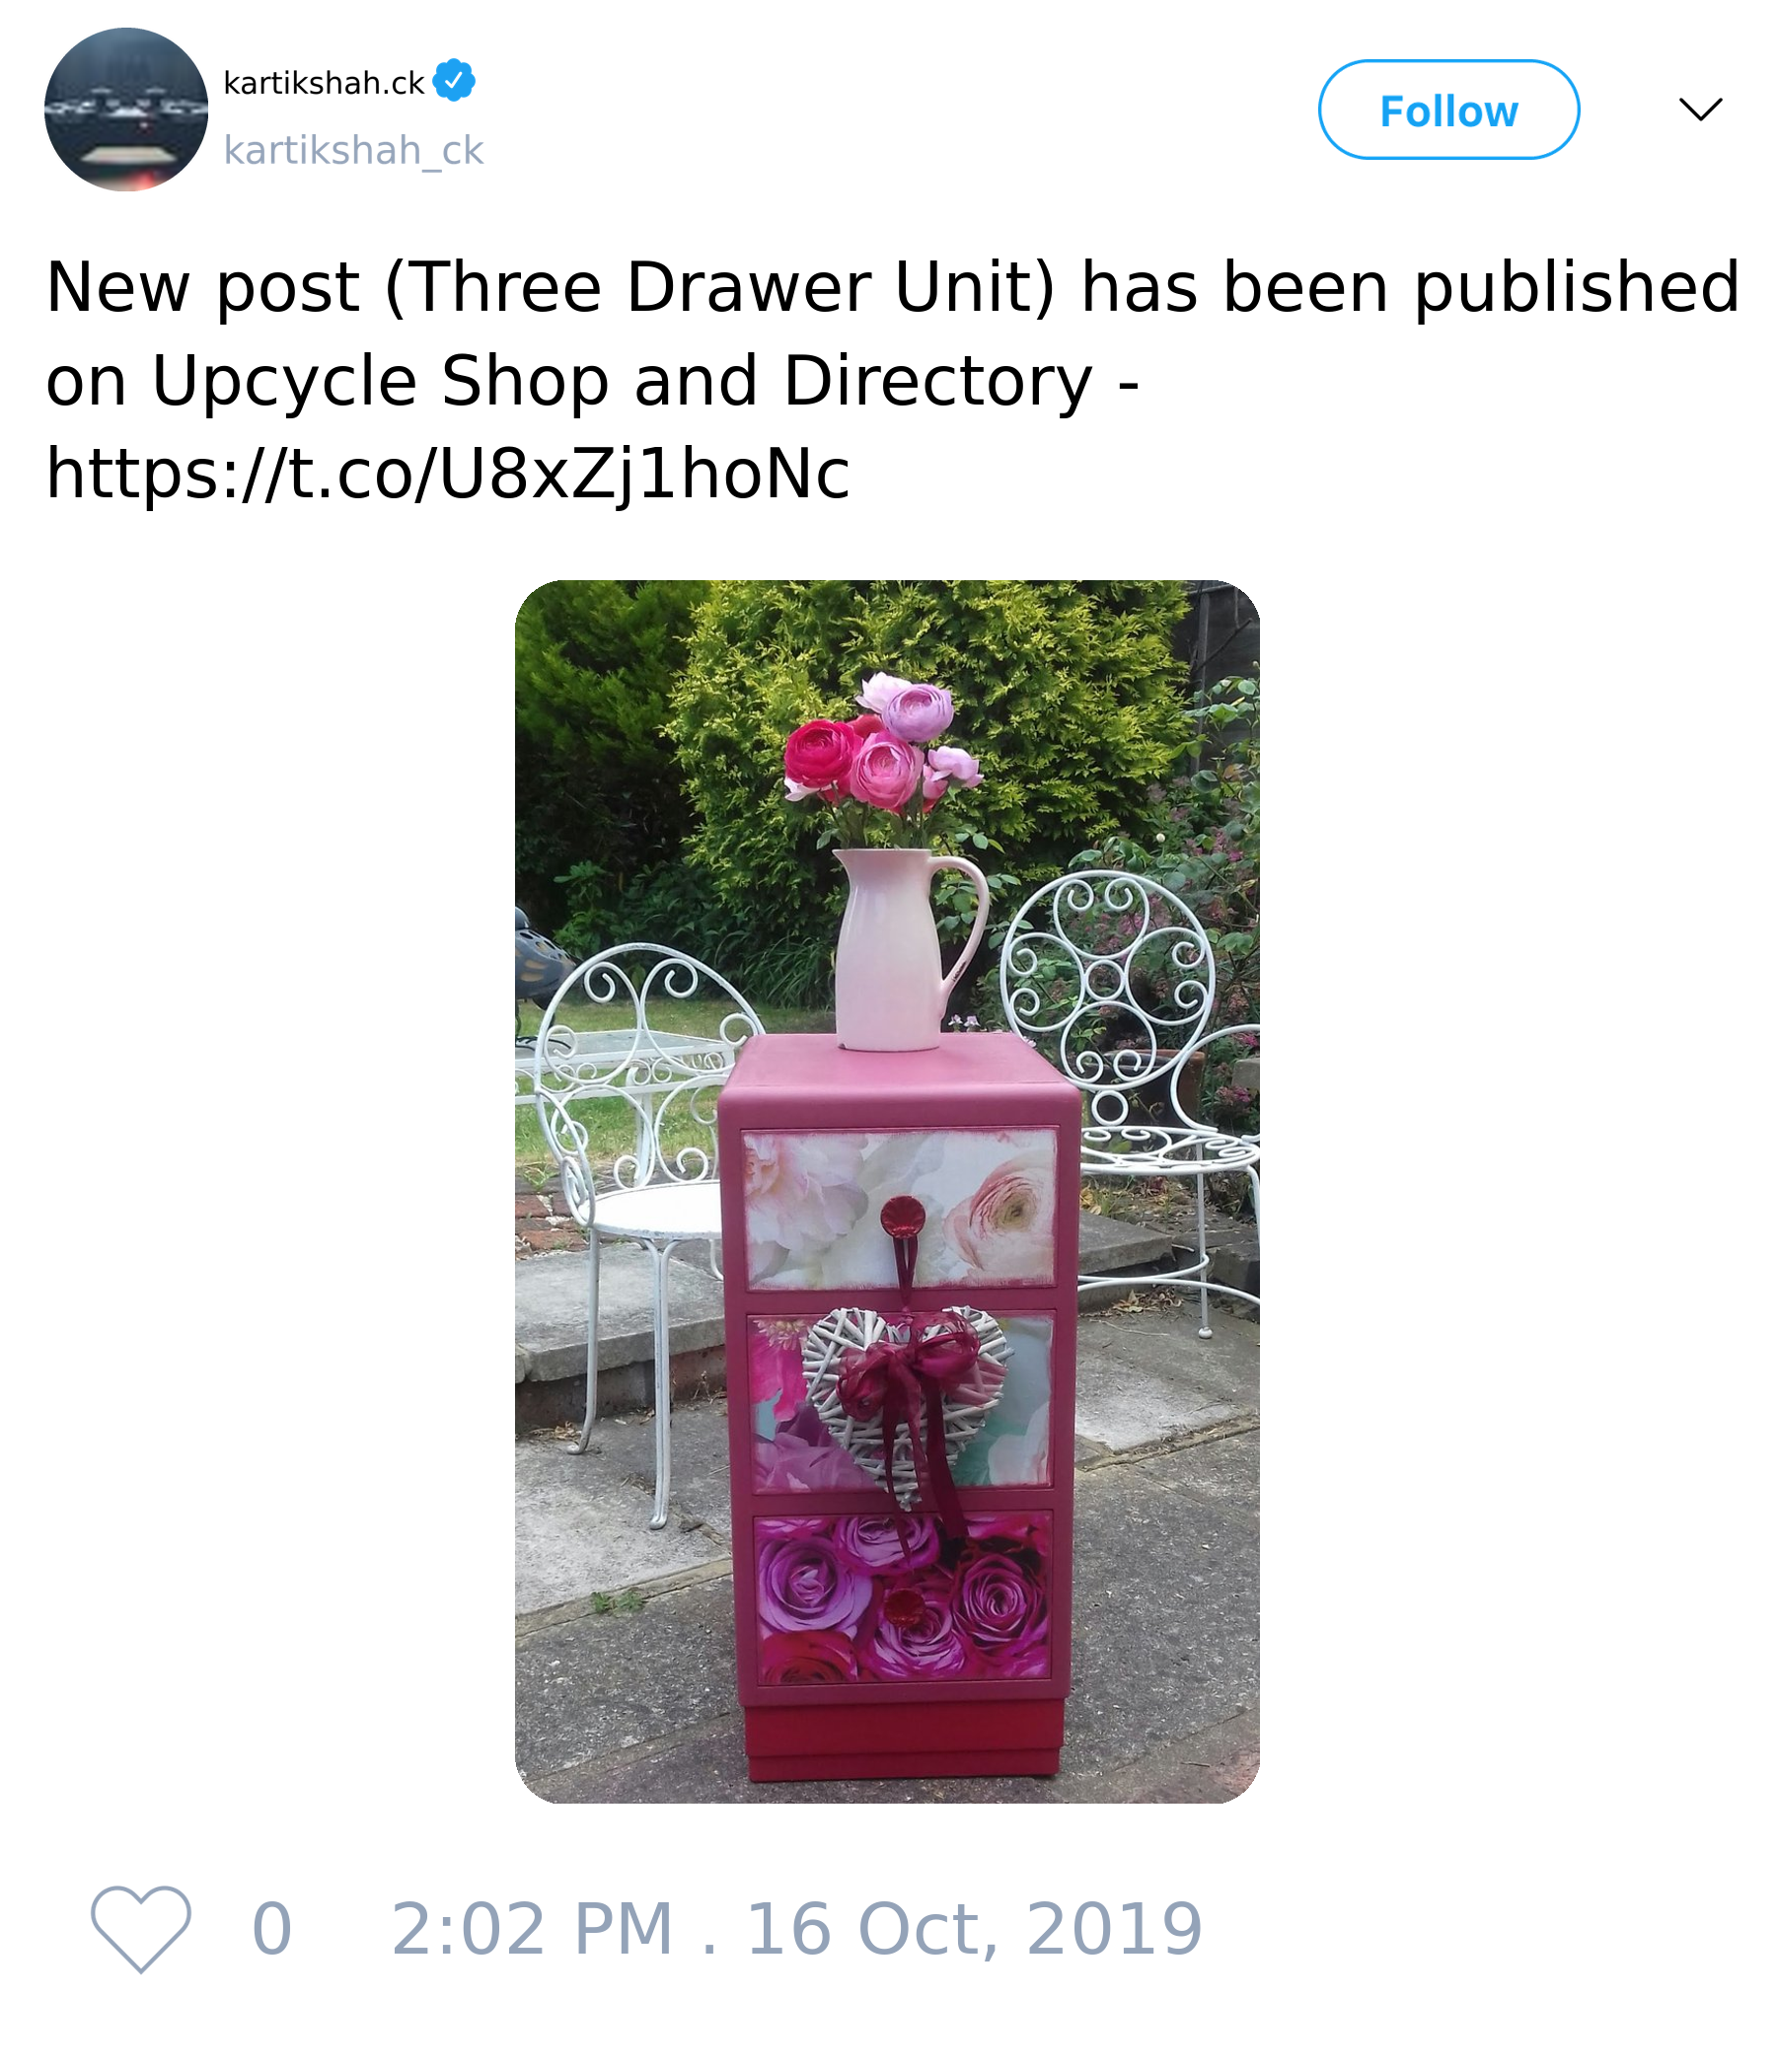 kartikshah.ck
kartikshah_ck
Follow
New post (Three Drawer Unit) has been published
on Upcycle Shop and Directory -
https://t.co/U8xZj1hoNc
0 2:02 PM . 16 Oct, 2019